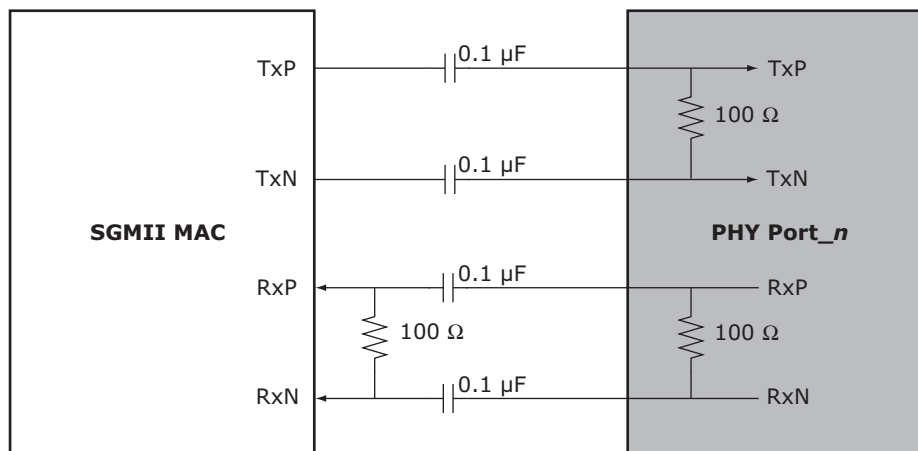 0.1 µF
TxP
TxP
100 Ω
0.1 µF
TxN
TxN
SGMII MAC
PHY Port_n
0.1 µF
RxP
RxP
100 Ω
100 Ω
0.1 µF
RxN
RxN